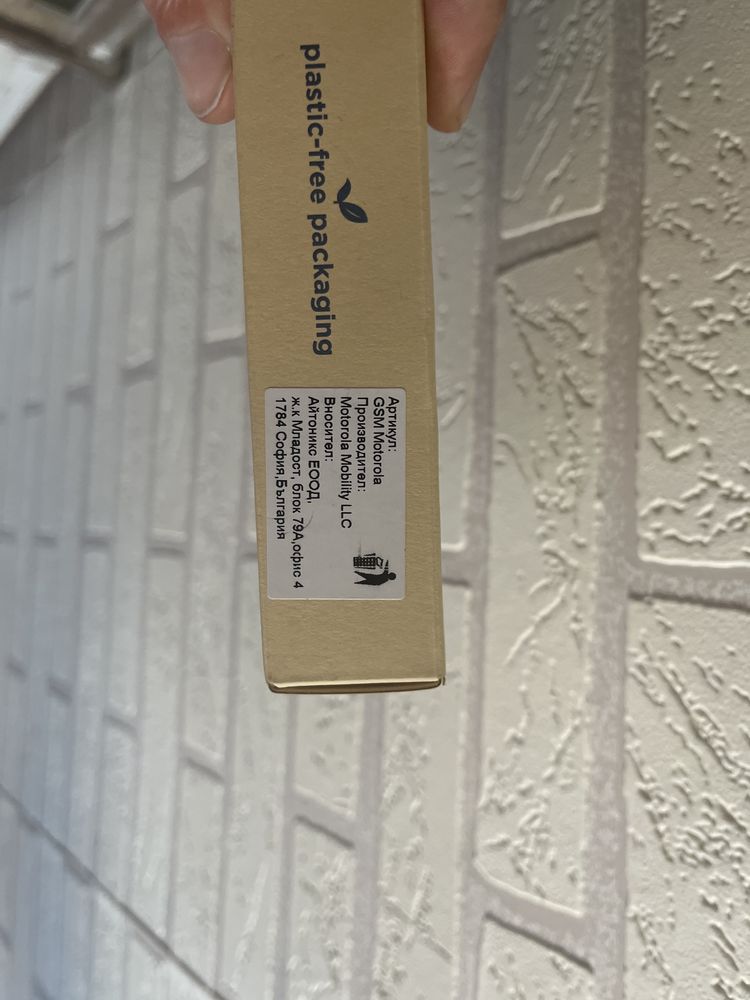 plastic-free packaging
Артикул:
GSM Motorola
Производител:
Motorola Mobility LLC
Вносител:
Айтоникс ЕООД,
ж.к Младост, блок 79А,офис 4
1784 София,България